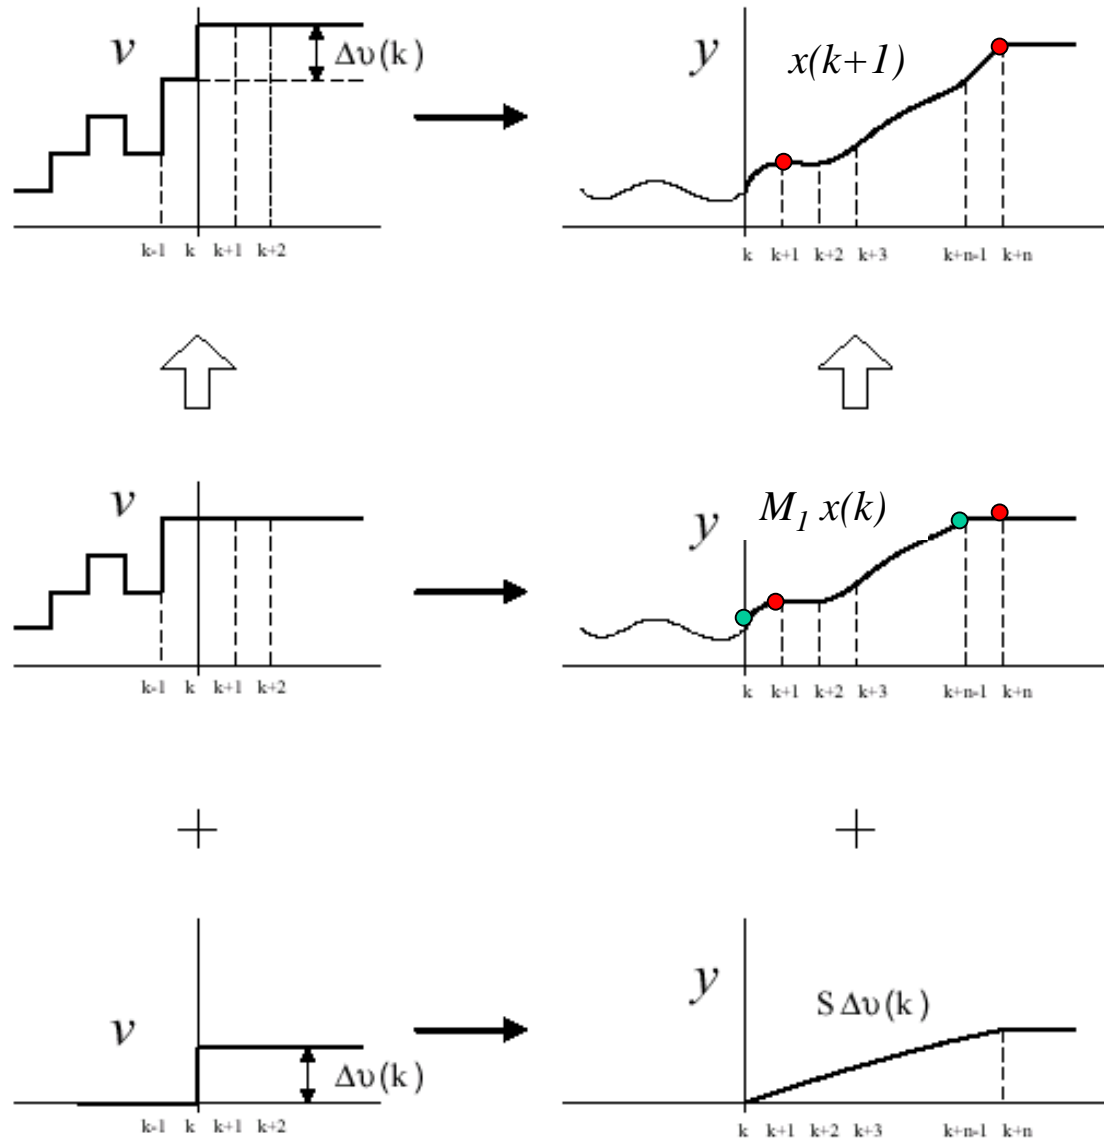 v
Δυ(k)
k-1 k k+1 k+2
y
x(k+1)
k k+1 k+2 k+3 k+n-1 k+n
v
k-1 k k+1 k+2
y
M₁ x(k)
k k+1 k+2 k+3 k+n-1 k+n
+
+
v
Δυ(k)
k-1 k k+1 k+2
y
S Δυ(k)
k k+1 k+2 k+3 k+n-1 k+n